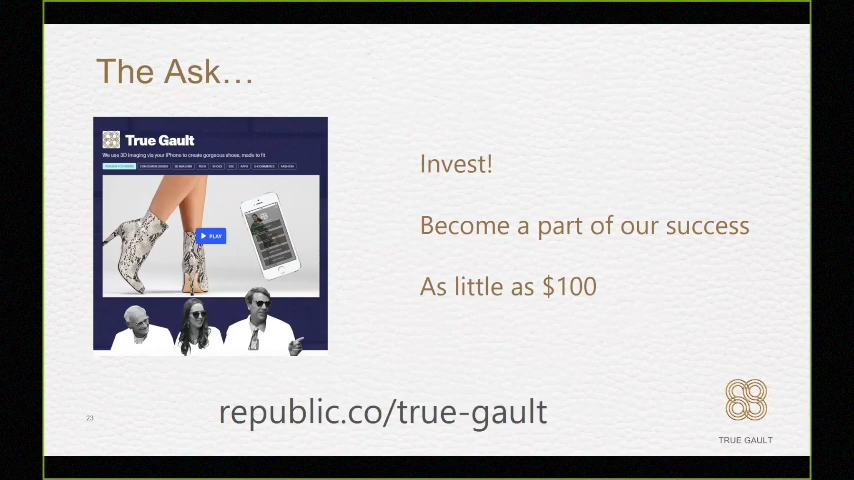 The Ask…
True Gault
We use 3D imaging via your iPhone to create gorgeous shoes, made to fit
PLAY
Invest!
Become a part of our success
As little as $100
republic.co/true-gault
23
TRUE GAULT